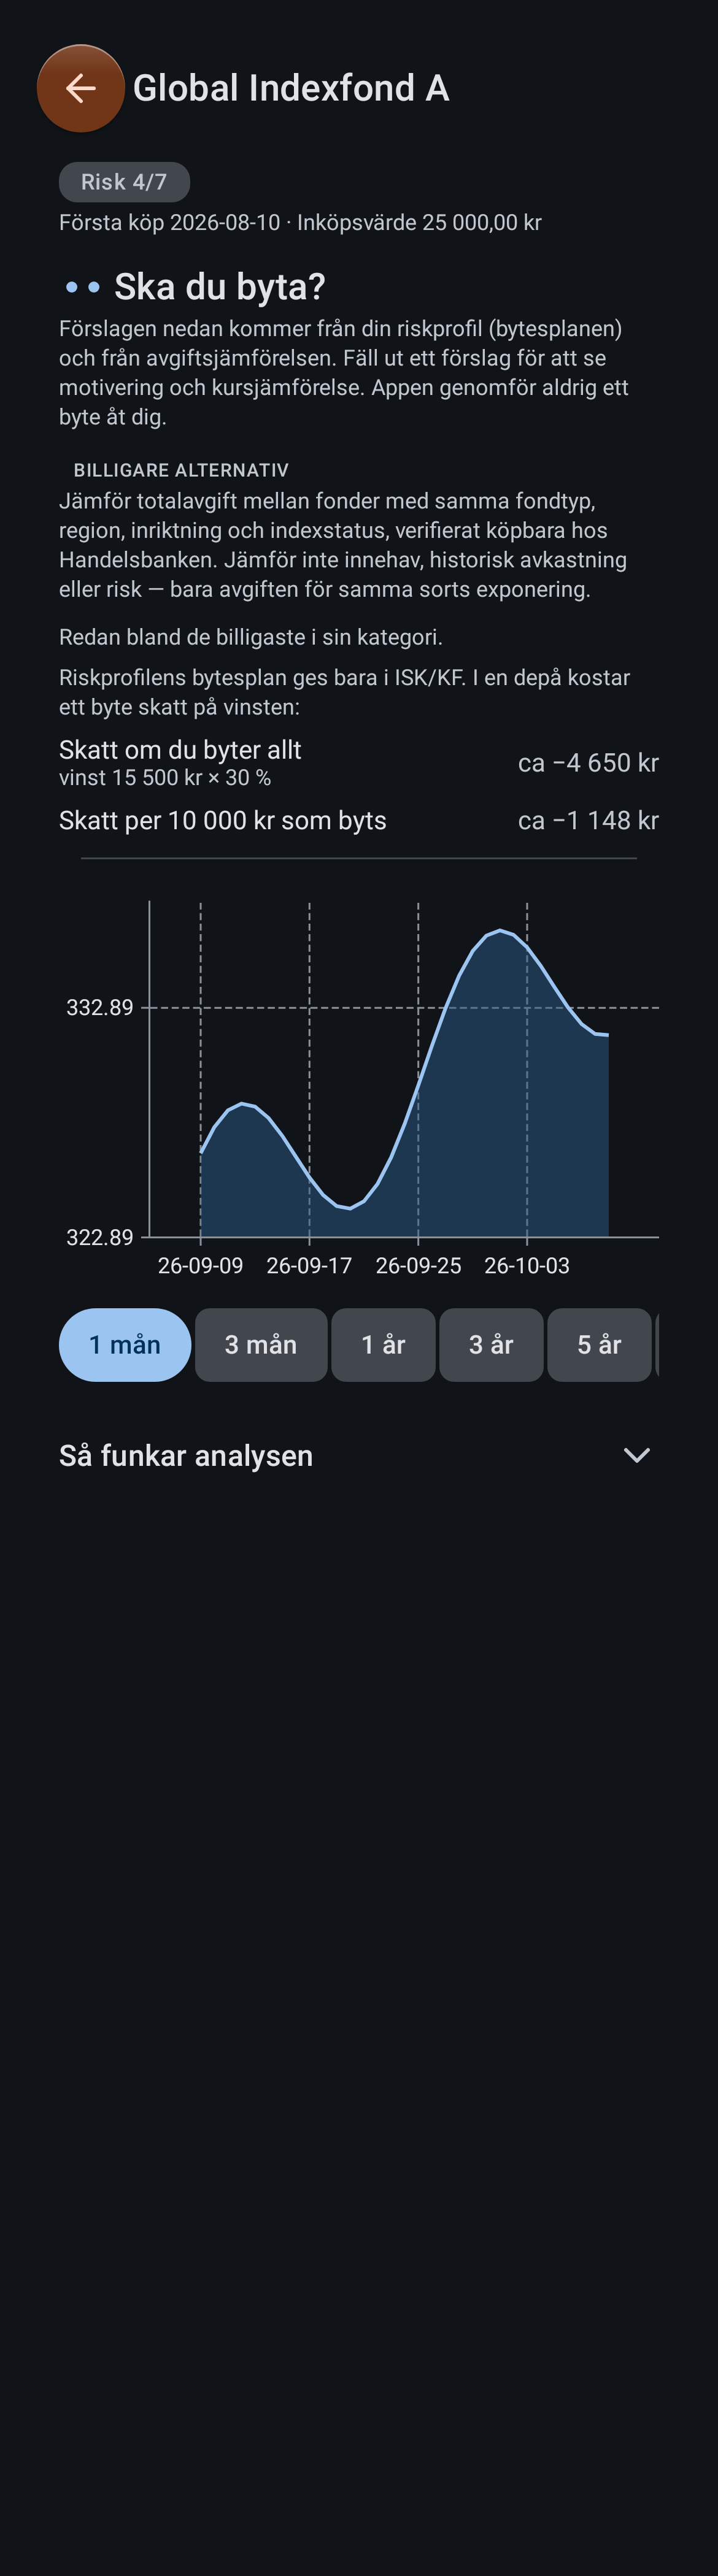 Global Indexfond A
Risk 4/7
Första köp 2026-08-10 · Inköpsvärde 25 000,00 kr
Ska du byta?
Förslagen nedan kommer från din riskprofil (bytesplanen)
och från avgiftsjämförelsen. Fäll ut ett förslag för att se
motivering och kursjämförelse. Appen genomför aldrig ett
byte åt dig.
BILLIGARE ALTERNATIV
Jämför totalavgift mellan fonder med samma fondtyp,
region, inriktning och indexstatus, verifierat köpbara hos
Handelsbanken. Jämför inte innehav, historisk avkastning
eller risk — bara avgiften för samma sorts exponering.
Redan bland de billigaste i sin kategori.
Riskprofilens bytesplan ges bara i ISK/KF. I en depå kostar
ett byte skatt på vinsten:
Skatt om du byter allt
vinst 15 500 kr × 30 %
ca −4 650 kr
Skatt per 10 000 kr som byts
ca −1 148 kr
332.89
322.89
26-09-09 26-09-17 26-09-25 26-10-03
1 mån 3 mån 1 år 3 år 5 år
Så funkar analysen